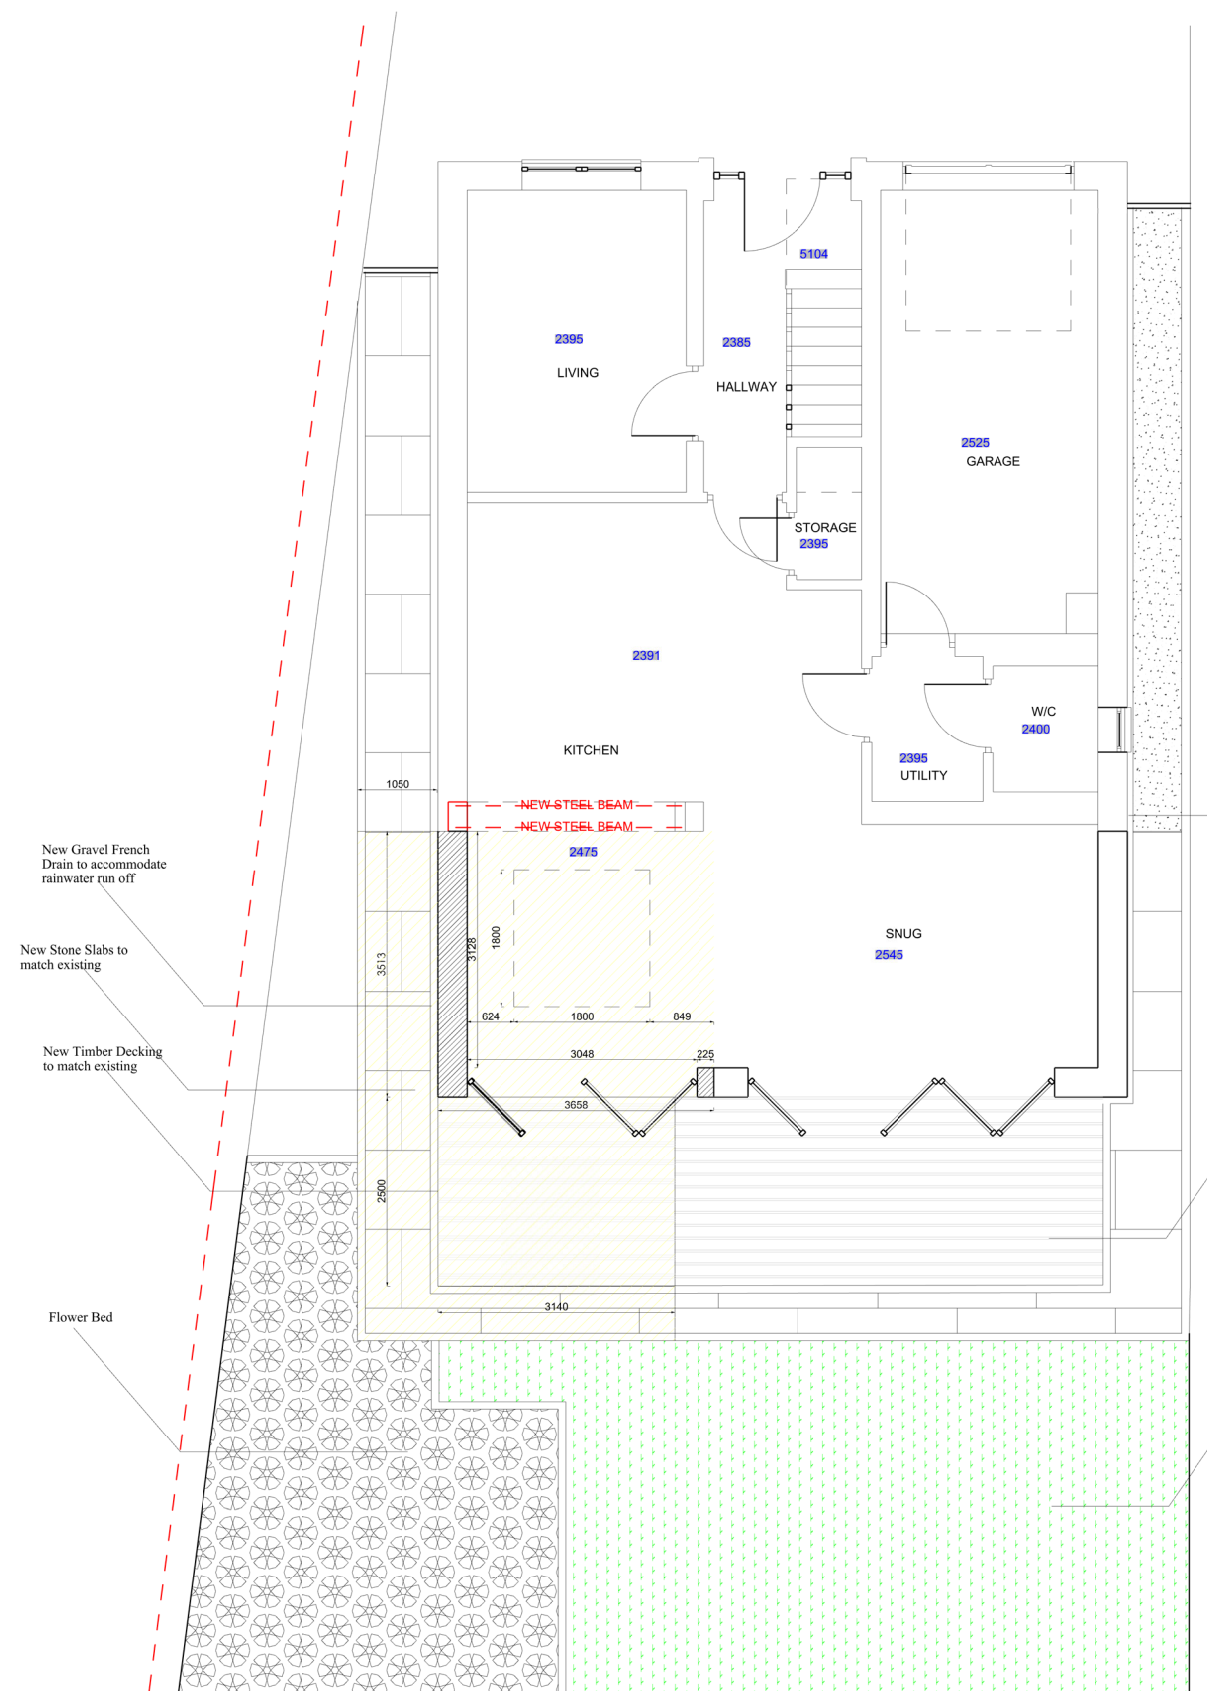 5104
2395
LIVING
2385
HALLWAY
2525
GARAGE
STORAGE
2395
2391
W/C
2400
KITCHEN
2395
UTILITY
1050
NEW STEEL BEAM
NEW STEEL BEAM
2475
New Gravel French
Drain to accommodate
rainwater run off
New Stone Slabs to
match existing
New Timber Decking
to match existing
3513
3128
1800
SNUG
2545
624
1800
849
3048
225
3658
2500
3140
Flower Bed